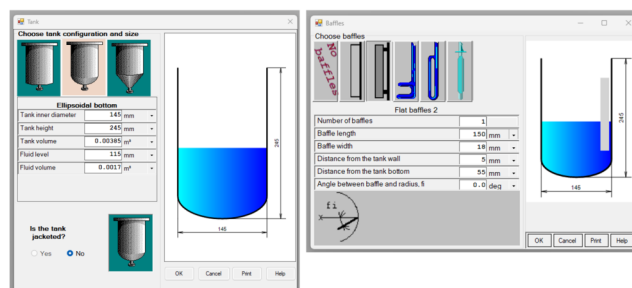 Tank
Choose tank configuration and size
Ellipsoidal bottom
Tank inner diameter 145 mm
Tank height 245 mm
Tank volume 0.00385 m³
Fluid level 115 mm
Fluid volume 0.0017 m³
Is the tank
jacketed?
Yes No
245
145
OK Cancel Print Help
Baffles
Choose baffles
No
baffles
Flat baffles 2
Number of baffles 1
Baffle length 150 mm
Baffle width 18 mm
Distance from the tank wall 5 mm
Distance from the tank bottom 55 mm
Angle between baffle and radius, fi 0.0 deg
fi
245
145
OK Cancel Print Help